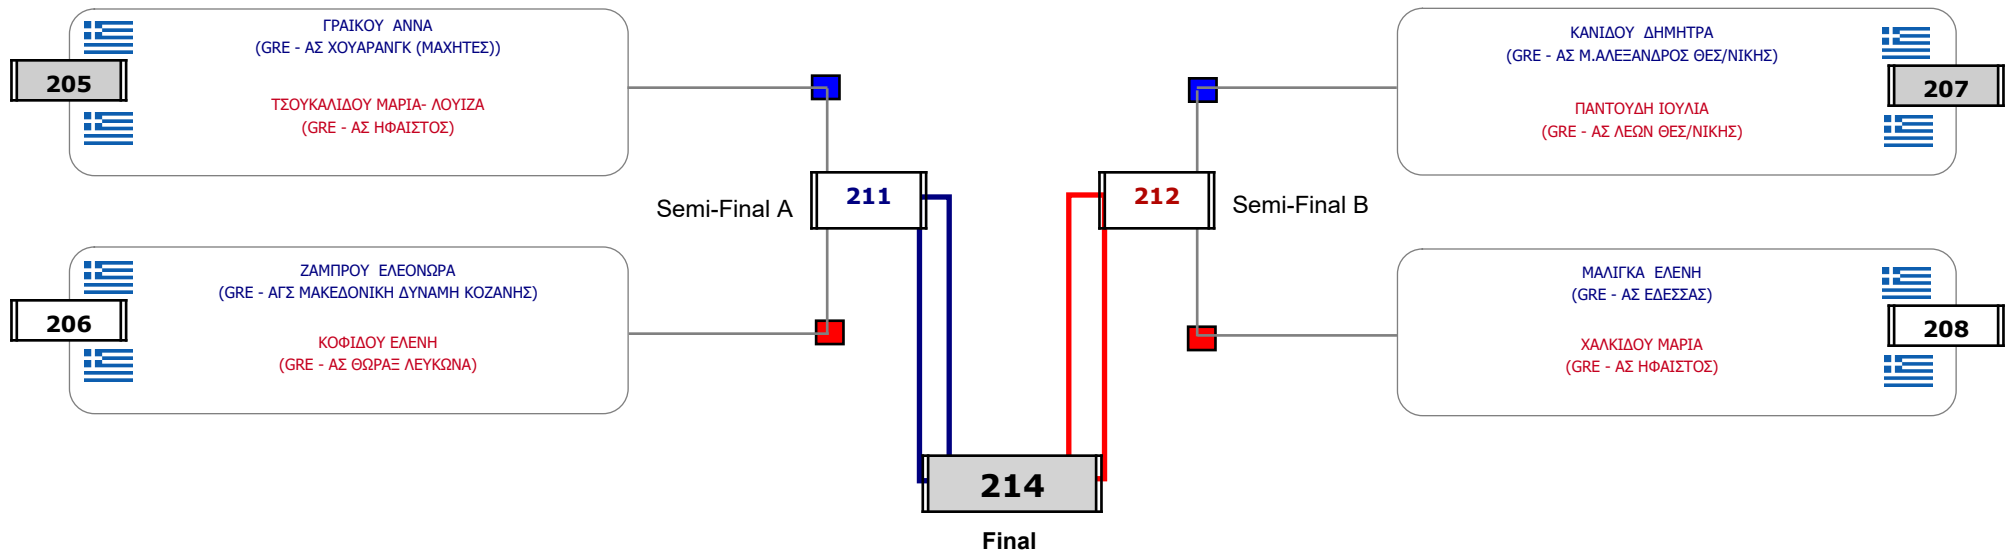 ΓΡΑΙΚΟΥ ΑΝΝΑ
(GRE - ΑΣ ΧΟΥΑΡΑΝΓΚ (ΜΑΧΗΤΕΣ))
205
ΤΣΟΥΚΑΛΙΔΟΥ ΜΑΡΙΑ- ΛΟΥΙΖΑ
(GRE - ΑΣ ΗΦΑΙΣΤΟΣ)
ΚΑΝΙΔΟΥ ΔΗΜΗΤΡΑ
(GRE - ΑΣ Μ.ΑΛΕΞΑΝΔΡΟΣ ΘΕΣ/ΝΙΚΗΣ)
207
ΠΑΝΤΟΥΔΗ ΙΟΥΛΙΑ
(GRE - ΑΣ ΛΕΩΝ ΘΕΣ/ΝΙΚΗΣ)
Semi-Final A
211
212
Semi-Final B
ΖΑΜΠΡΟΥ ΕΛΕΟΝΩΡΑ
(GRE - ΑΓΣ ΜΑΚΕΔΟΝΙΚΗ ΔΥΝΑΜΗ ΚΟΖΑΝΗΣ)
206
ΚΟΦΙΔΟΥ ΕΛΕΝΗ
(GRE - ΑΣ ΘΩΡΑΞ ΛΕΥΚΩΝΑ)
ΜΑΛΙΓΚΑ ΕΛΕΝΗ
(GRE - ΑΣ ΕΔΕΣΣΑΣ)
208
ΧΑΛΚΙΔΟΥ ΜΑΡΙΑ
(GRE - ΑΣ ΗΦΑΙΣΤΟΣ)
214
Final